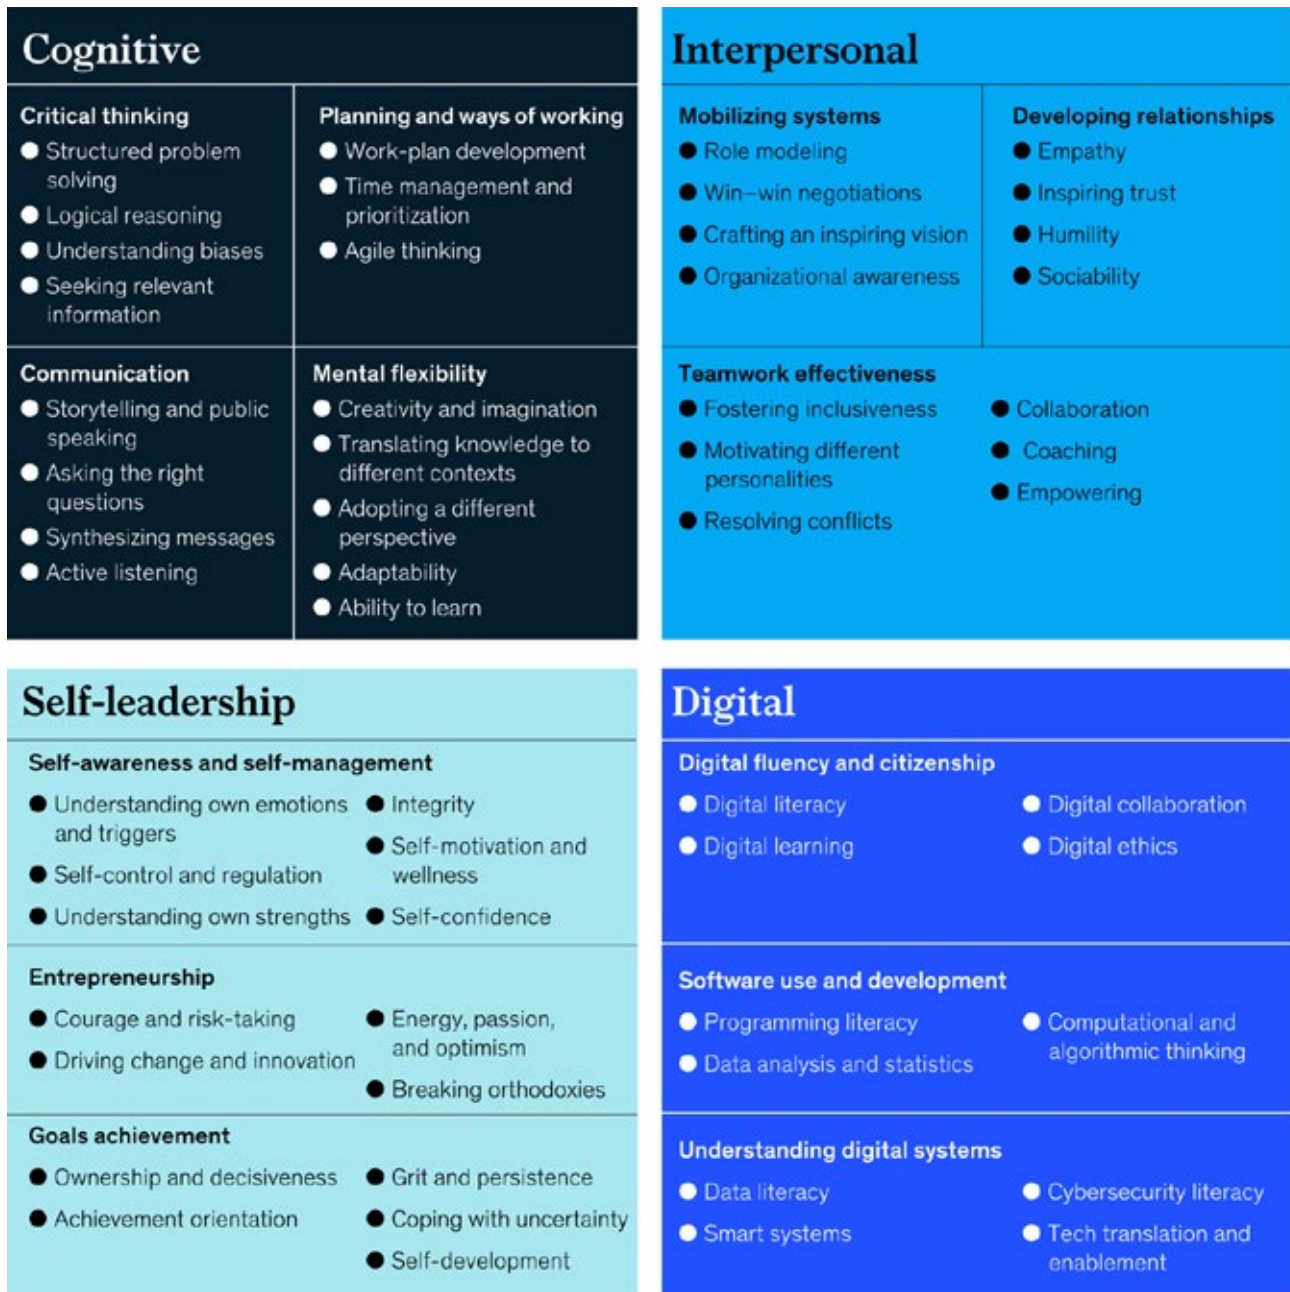 Cognitive
Critical thinking
Structured problem
solving
Logical reasoning
Understanding biases
Seeking relevant
information
Planning and ways of working
Work-plan development
Time management and
prioritization
Agile thinking
Communication
Storytelling and public
speaking
Asking the right
questions
Synthesizing messages
Active listening
Mental flexibility
Creativity and imagination
Translating knowledge to
different contexts
Adopting a different
perspective
Adaptability
Ability to learn
Interpersonal
Mobilizing systems
Role modeling
Win–win negotiations
Crafting an inspiring vision
Organizational awareness
Developing relationships
Empathy
Inspiring trust
Humility
Sociability
Teamwork effectiveness
Fostering inclusiveness
Motivating different
personalities
Resolving conflicts
Collaboration
Coaching
Empowering
Self-leadership
Self-awareness and self-management
Understanding own emotions
and triggers
Self-control and regulation
Understanding own strengths
Integrity
Self-motivation and
wellness
Self-confidence
Entrepreneurship
Courage and risk-taking
Driving change and innovation
Energy, passion,
and optimism
Breaking orthodoxies
Goals achievement
Ownership and decisiveness
Achievement orientation
Grit and persistence
Coping with uncertainty
Self-development
Digital
Digital fluency and citizenship
Digital literacy
Digital learning
Digital collaboration
Digital ethics
Software use and development
Programming literacy
Data analysis and statistics
Computational and
algorithmic thinking
Understanding digital systems
Data literacy
Smart systems
Cybersecurity literacy
Tech translation and
enablement